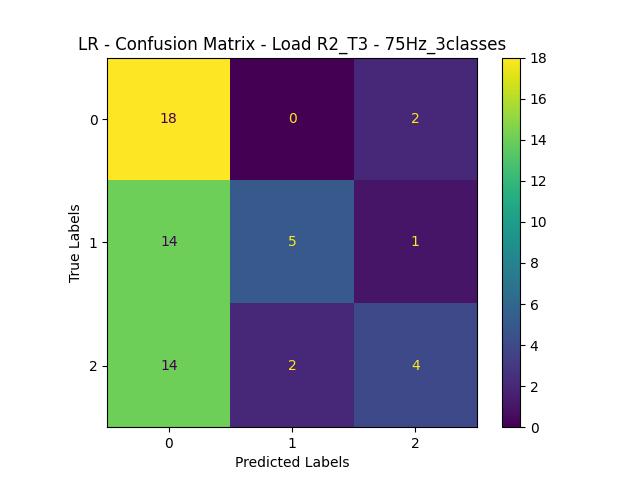 LR - Confusion Matrix - Load R2_T3 - 75Hz_3classes
18 0 2
14 5 1
14 2 4
0
1
2
True Labels
0 1 2
Predicted Labels
18
16
14
12
10
8
6
4
2
0